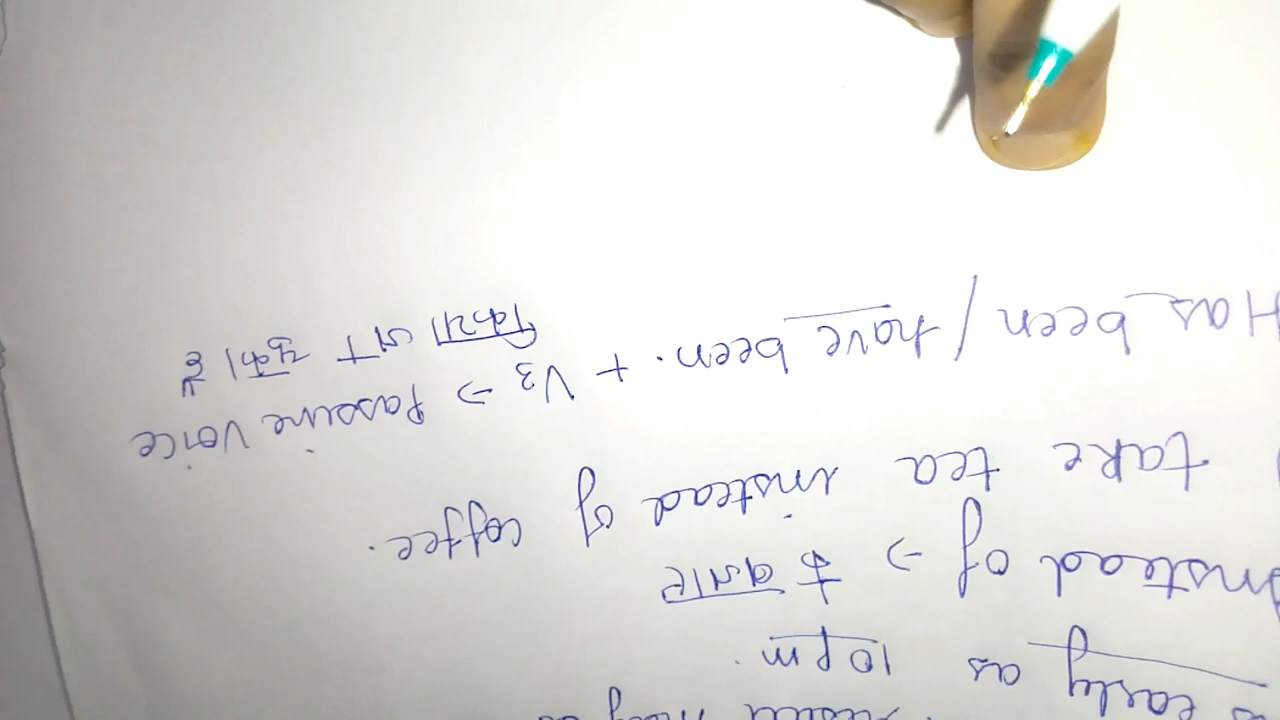 early as 10 pm.
Instead of ⇒ के बजाय
take tea instead of coffee.
Has been / have been. + V3 ⇒ Passive Voice
किया जा चुका है